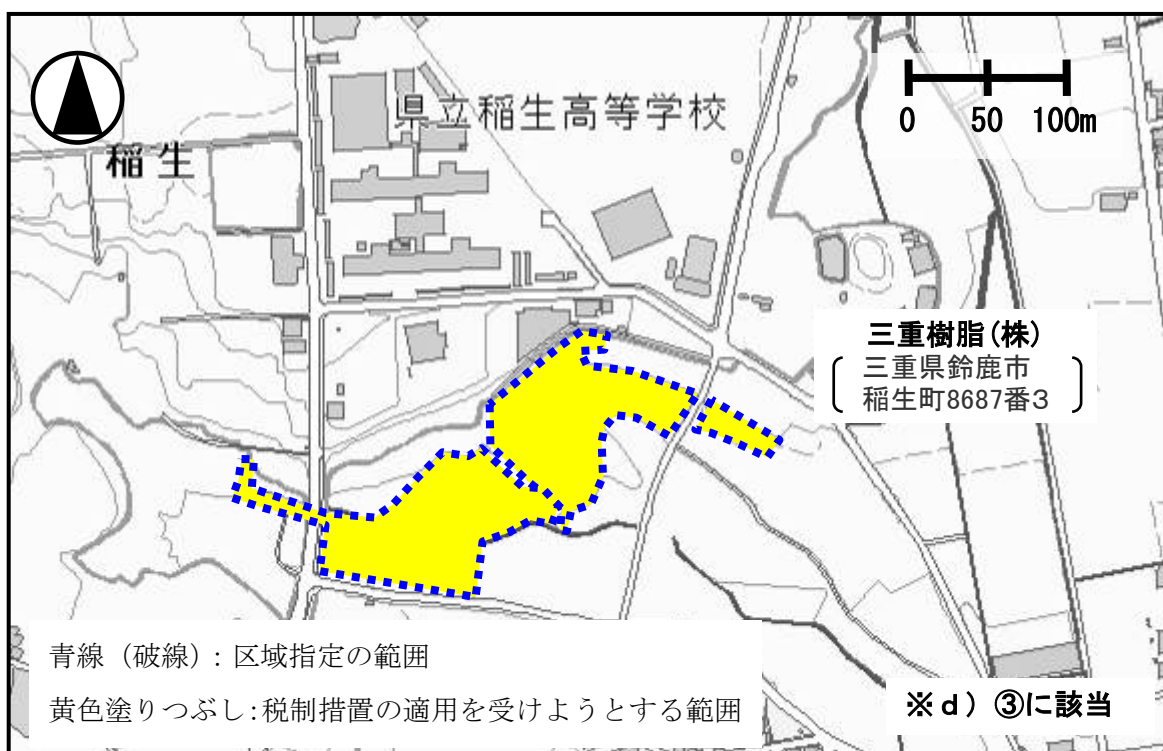 県立稲生高等学校
稲生
0 50 100m
三重樹脂(株)
三重県鈴鹿市
稲生町8687番3
青線（破線）: 区域指定の範囲
黄色塗りつぶし:税制措置の適用を受けようとする範囲
※ｄ）③に該当